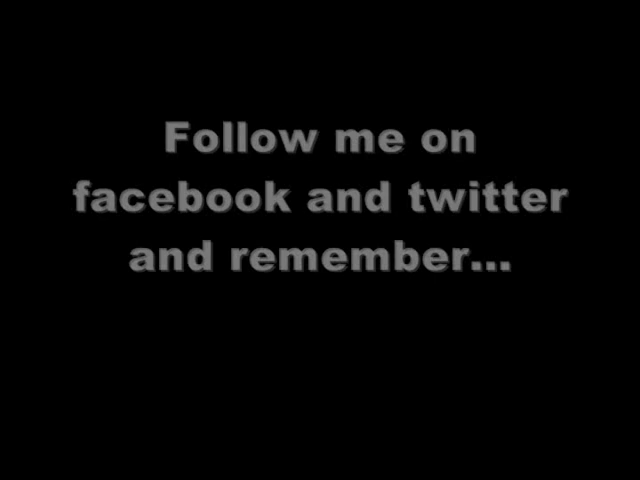 Follow me on
facebook and twitter
and remember...